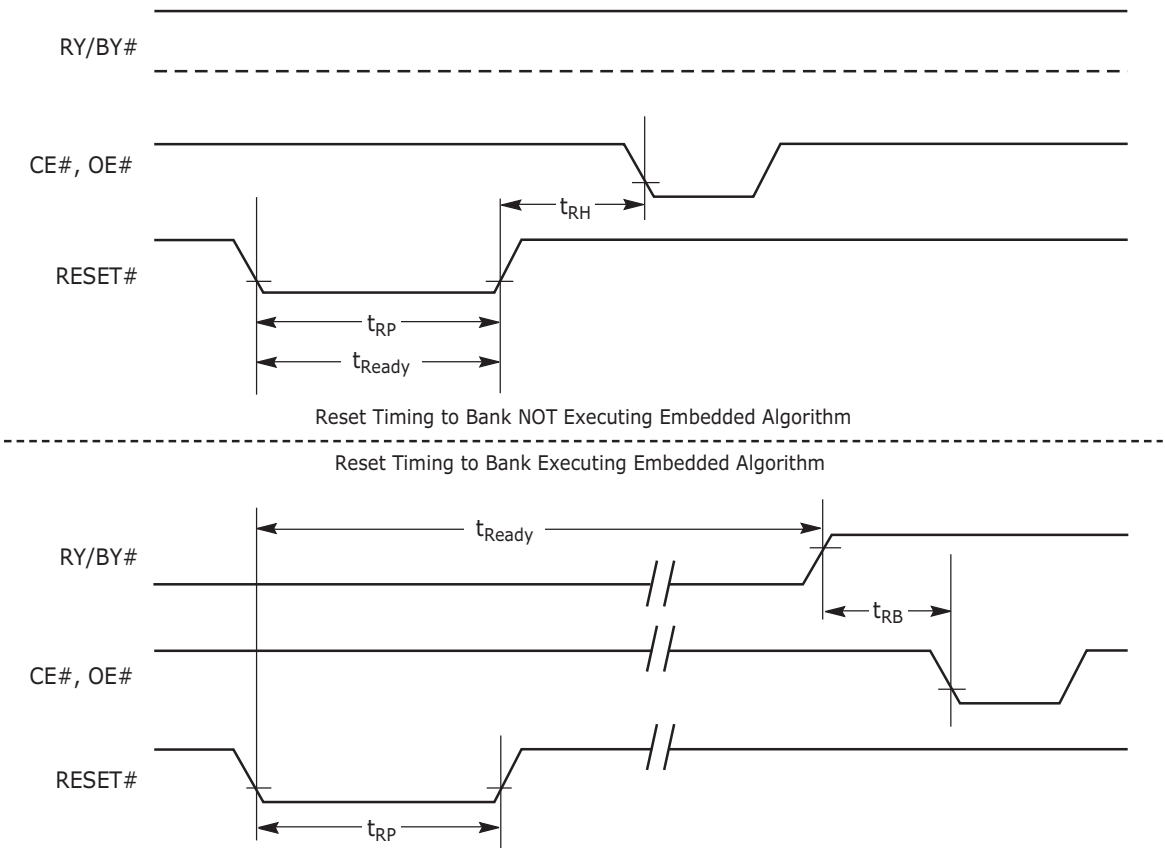 RY/BY#
CE#, OE#
tRH
RESET#
tRP
tReady
Reset Timing to Bank NOT Executing Embedded Algorithm
Reset Timing to Bank Executing Embedded Algorithm
tReady
RY/BY#
tRB
CE#, OE#
RESET#
tRP